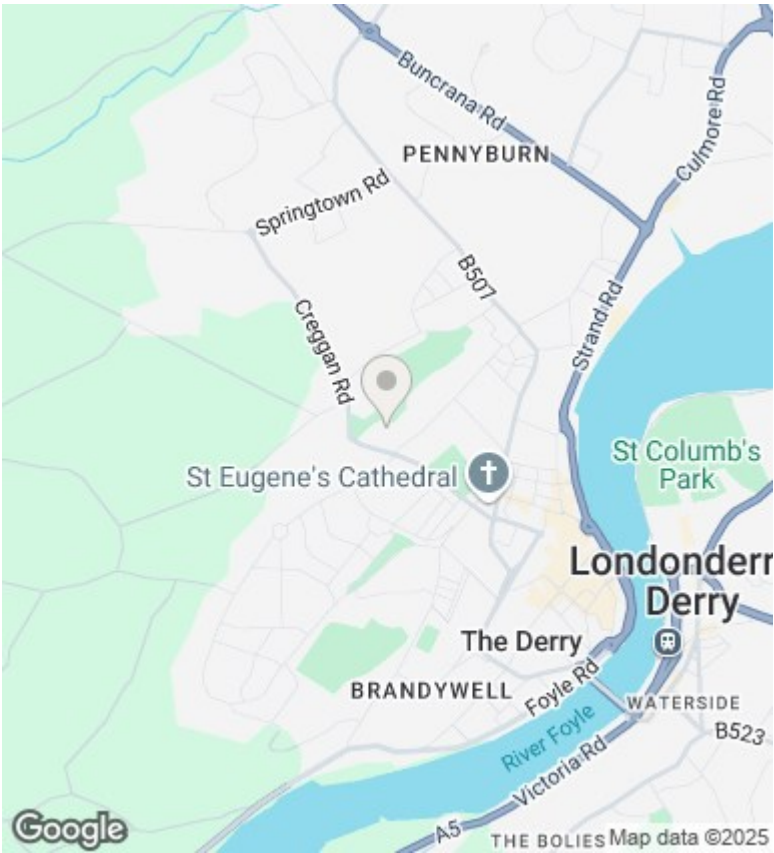 Buncrana Rd
Culmore Rd
PENNYBURN
Springtown Rd
B507
Creggan Rd
Strand Rd
St Columb's
Park
St Eugene's Cathedral
Londonderr
Derry
The Derry
Foyle Rd
BRANDYWELL
WATERSIDE
River Foyle
B523
Victoria Rd
A5
THE BOLIES
Google
Map data ©2025